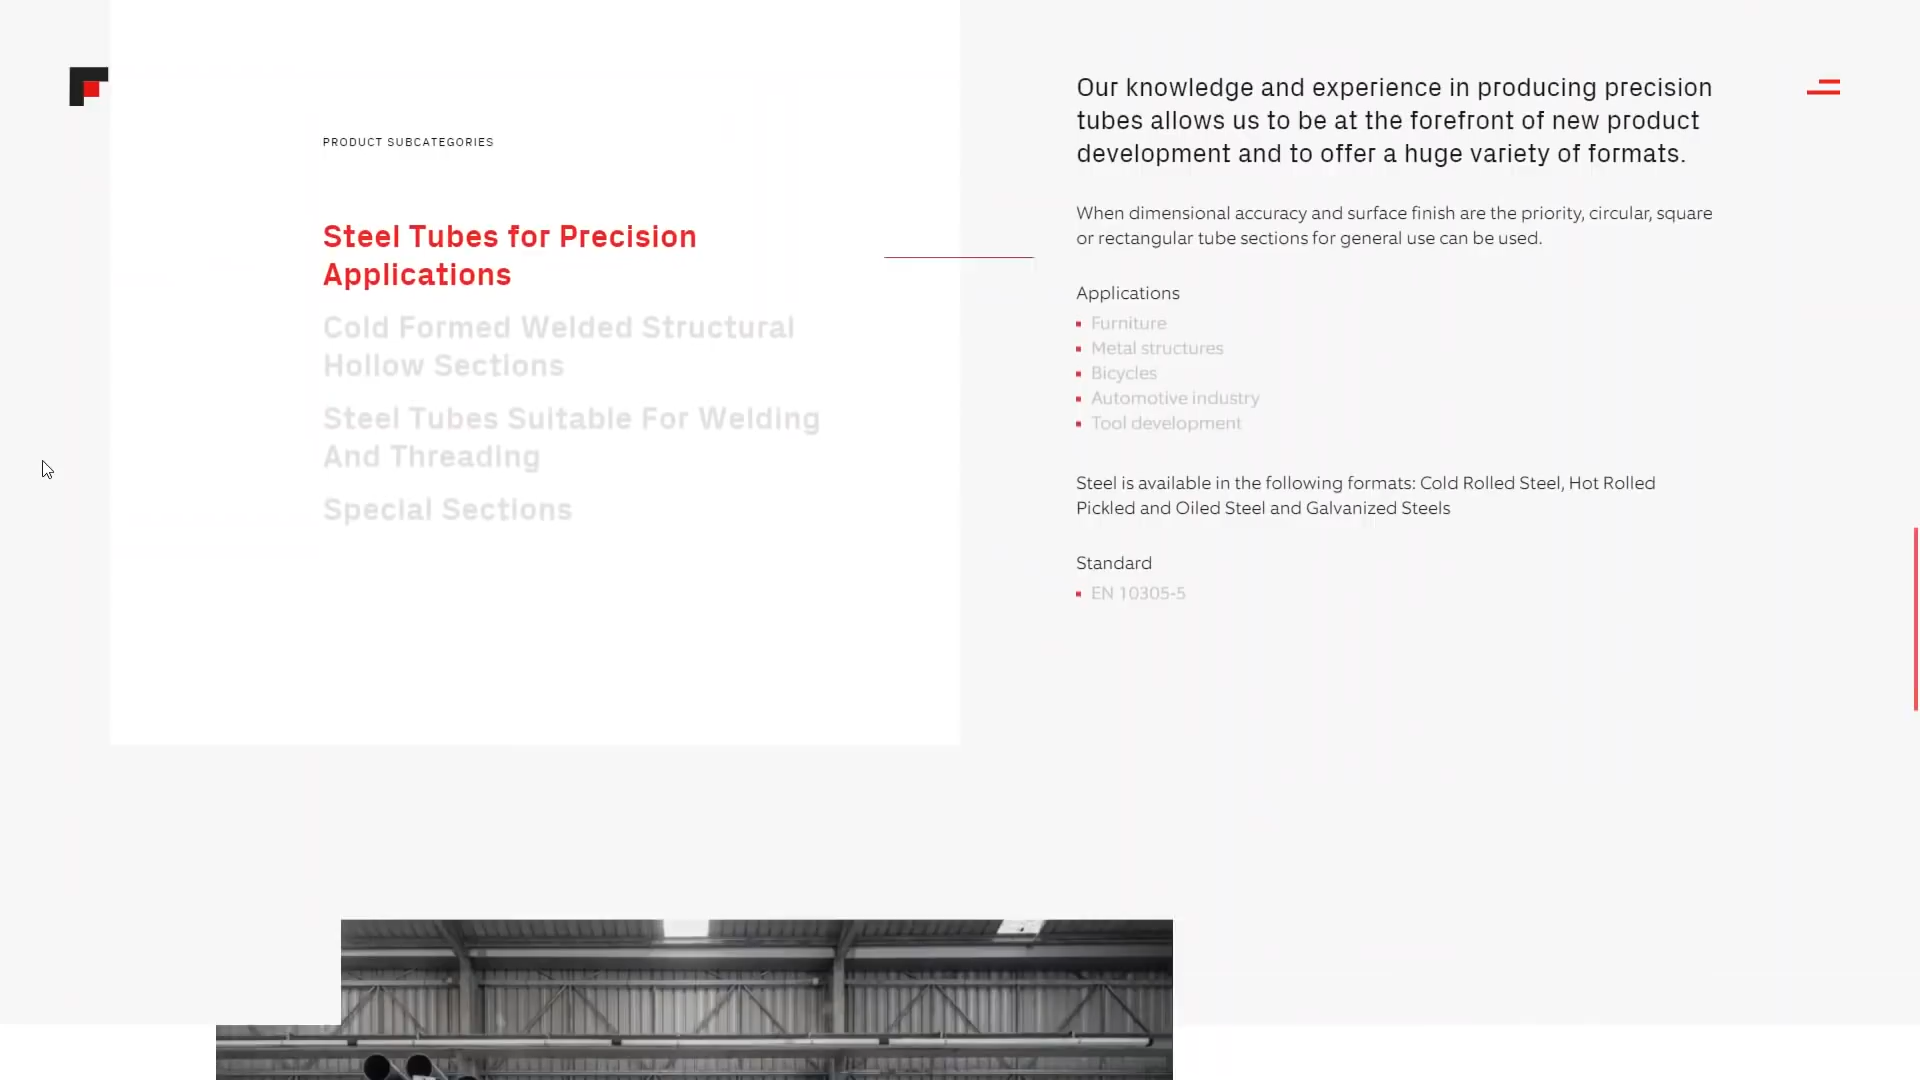 PRODUCT SUBCATEGORIES
Steel Tubes for Precision
Applications
Cold Formed Welded Structural
Hollow Sections
Steel Tubes Suitable For Welding
And Threading
Special Sections
Our knowledge and experience in producing precision
tubes allows us to be at the forefront of new product
development and to offer a huge variety of formats.
When dimensional accuracy and surface finish are the priority, circular, square
or rectangular tube sections for general use can be used.
Applications
Furniture
Metal structures
Bicycles
Automotive industry
Tool development
Steel is available in the following formats: Cold Rolled Steel, Hot Rolled
Pickled and Oiled Steel and Galvanized Steels
Standard
EN 10305-5